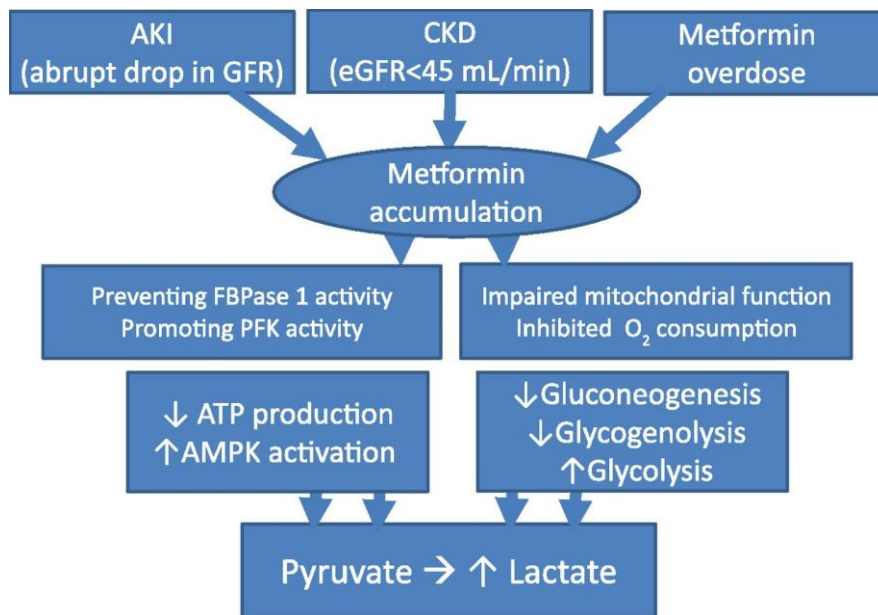 AKI
(abrupt drop in GFR)
CKD
(eGFR<45 mL/min)
Metformin
overdose
Metformin
accumulation
Preventing FBPase 1 activity
Promoting PFK activity
Impaired mitochondrial function
Inhibited O₂ consumption
↓ ATP production
↑AMPK activation
↓Gluconeogenesis
↓Glycogenolysis
↑Glycolysis
Pyruvate → ↑ Lactate